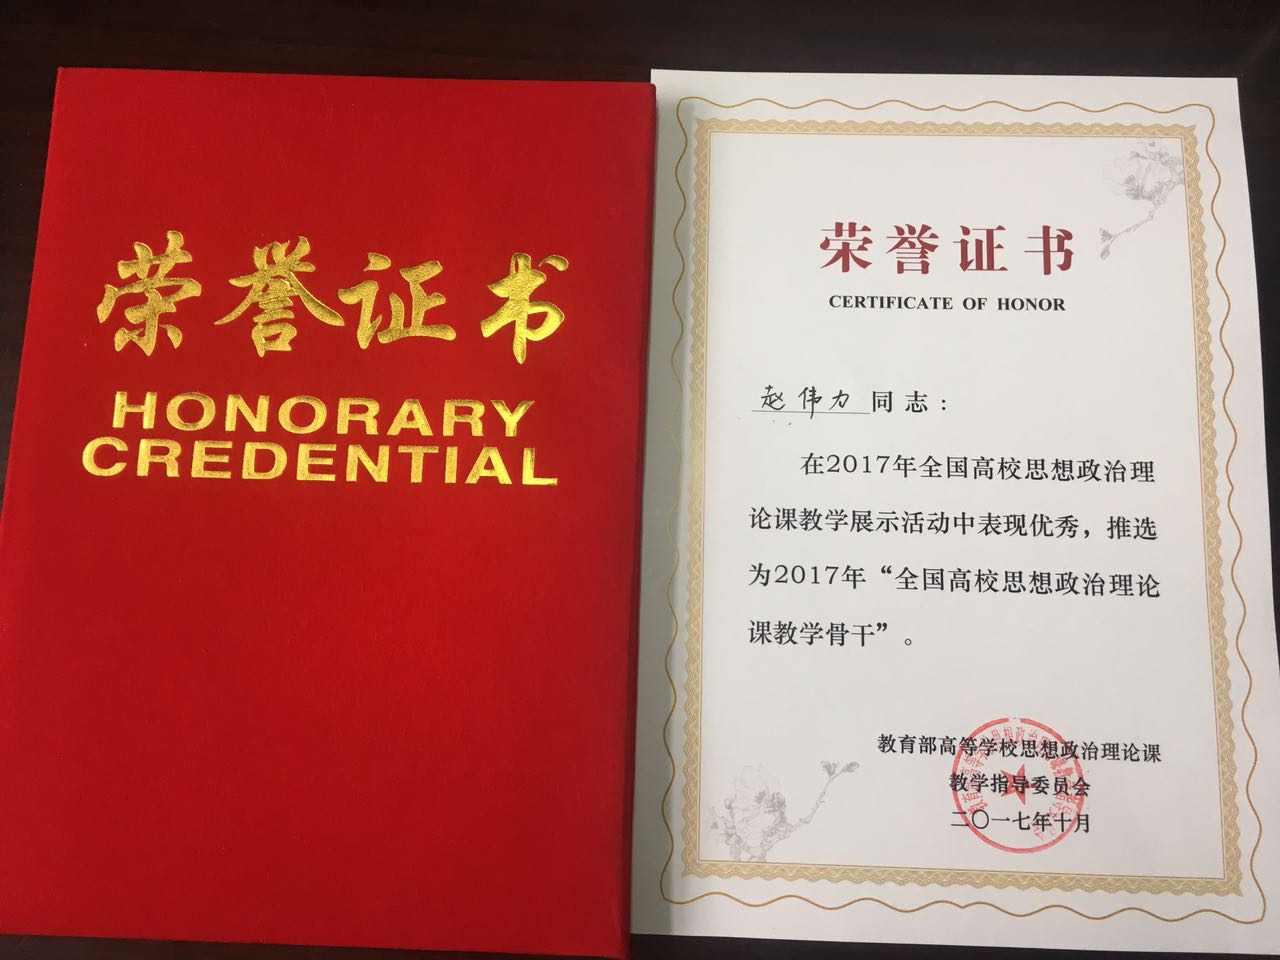 荣誉证书
HONORARY
CREDENTIAL
荣誉证书
CERTIFICATE OF HONOR
赵伟力同志：
在2017年全国高校思想政治理
论课教学展示活动中表现优秀，推选
为2017年“全国高校思想政治理论
课教学骨干”。
教育部高等学校思想政治理论课
教学指导委员会
二〇一七年十月